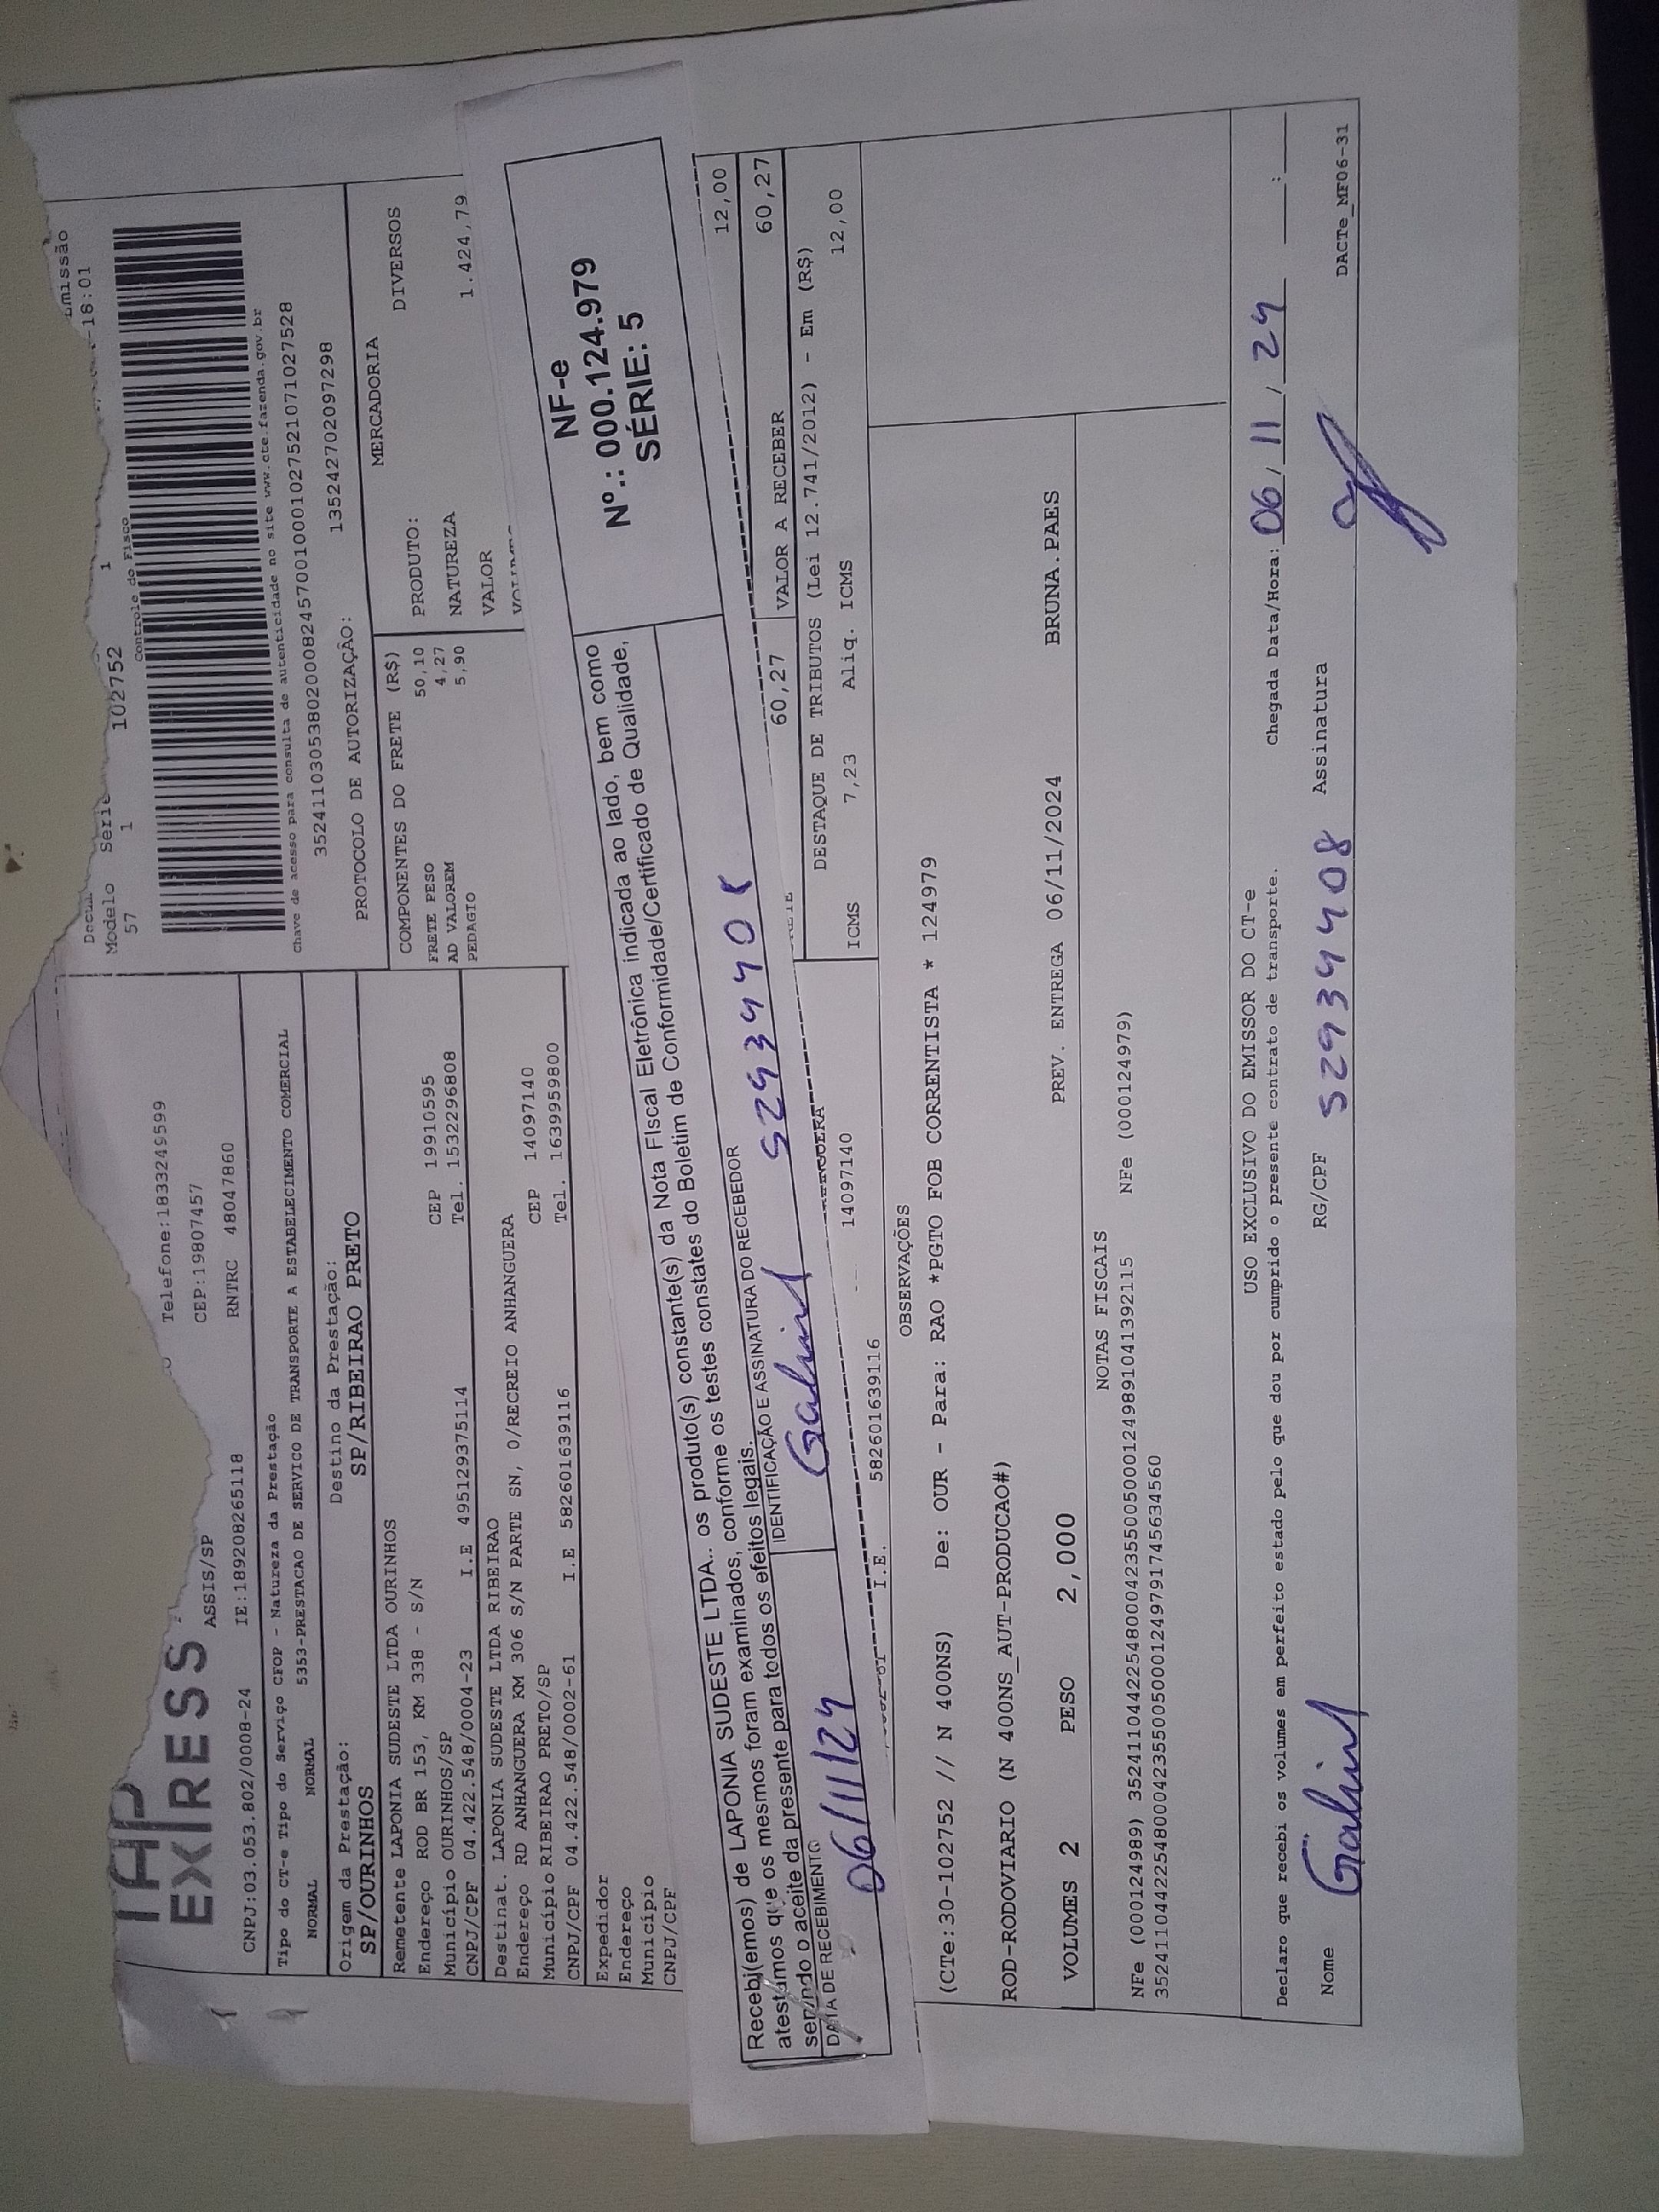 TAP
EXPRESS
ASSIS/SP
Telefone:1833249599
CEP:19807457
CNPJ:03.053.802/0008-24 IE:189208265118 RNTRC 48047860
Modelo Série 102752 1
57 1
18:01
Controle do Fisco
Chave de acesso para consulta de autenticidade no site www.cte.fazenda.gov.br
35241103053802000824570010001027521071027528
PROTOCOLO DE AUTORIZAÇÃO: 135242702097298
Tipo do CT-e Tipo do Serviço CFOP - Natureza da Prestação
NORMAL NORMAL 5353-PRESTACAO DE SERVICO DE TRANSPORTE A ESTABELECIMENTO COMERCIAL
Origem da Prestação: Destino da Prestação:
SP/OURINHOS SP/RIBEIRAO PRETO
Remetente LAPONIA SUDESTE LTDA OURINHOS
Endereço ROD BR 153, KM 338 - S/N
Município OURINHOS/SP CEP 19910595
CNPJ/CPF 04.422.548/0004-23 I.E 495129375114 Tel. 1532296808
Destinat. LAPONIA SUDESTE LTDA RIBEIRAO
Endereço RD ANHANGUERA KM 306 S/N PARTE SN, 0/RECREIO ANHANGUERA
Município RIBEIRAO PRETO/SP CEP 14097140
CNPJ/CPF 04.422.548/0002-61 I.E 582601639116 Tel. 1639959800
Expedidor
Endereço
Município
CNPJ/CPF
COMPONENTES DO FRETE (R$)
FRETE PESO 50,10
AD VALOREM 4,27
PEDAGIO 5,90
MERCADORIA
PRODUTO: DIVERSOS
NATUREZA
VALOR 1.424,79
Recebi(emos) de LAPONIA SUDESTE LTDA.. os produto(s) constante(s) da Nota FIscal Eletrônica indicada ao lado, bem como
atestamos que os mesmos foram examinados, conforme os testes constates do Boletim de Conformidade/Certificado de Qualidade,
senindo o aceite da presente para todos os efeitos legais.
DATA DE RECEBIMENTO IDENTIFICAÇÃO E ASSINATURA DO RECEBEDOR
06/11/24 Gabriel 52934408
NF-e
Nº.: 000.124.979
SÉRIE: 5
12,00
60,27 VALOR A RECEBER 60,27
I.E. 582601639116 14097140
DESTAQUE DE TRIBUTOS (Lei 12.741/2012) - Em (R$)
ICMS 7,23 Aliq. ICMS 12,00
OBSERVAÇÕES
(CTe:30-102752 // N 400NS) De: OUR - Para: RAO *PGTO FOB CORRENTISTA * 124979
ROD-RODOVIARIO (N 400NS_AUT-PRODUCAO#)
VOLUMES 2 PESO 2,000 PREV. ENTREGA 06/11/2024 BRUNA.PAES
NOTAS FISCAIS
NFe (000124989) 35241104422548000423550050001249891041392115 NFe (000124979)
35241104422548000423550050001249791745634560
USO EXCLUSIVO DO EMISSOR DO CT-e
Declaro que recebi os volumes em perfeito estado pelo que dou por cumprido o presente contrato de transporte. Chegada Data/Hora: 06/11/24 __:__
Nome Gabriel RG/CPF 52934408 Assinatura
DACTe_MF06-31